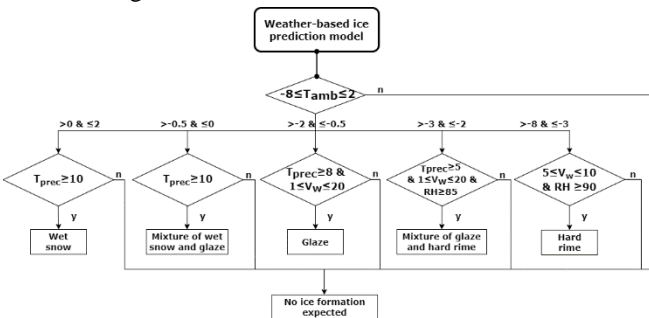 Weather-based ice
prediction model
-8≤Tamb≤2
n
>0 & ≤2
>-0.5 & ≤0
>-2 & ≤-0.5
>-3 & ≤-2
>-8 & ≤-3
Tprec≥10
n
Tprec≥10
n
Tprec≥8 &
1≤Vw≤20
n
Tprec≥5
& 1≤Vw≤20 &
RH≥85
n
5≤Vw≤10
& RH ≥90
n
y
y
y
y
y
Wet
snow
Mixture of wet
snow and glaze
Glaze
Mixture of glaze
and hard rime
Hard
rime
No ice formation
expected